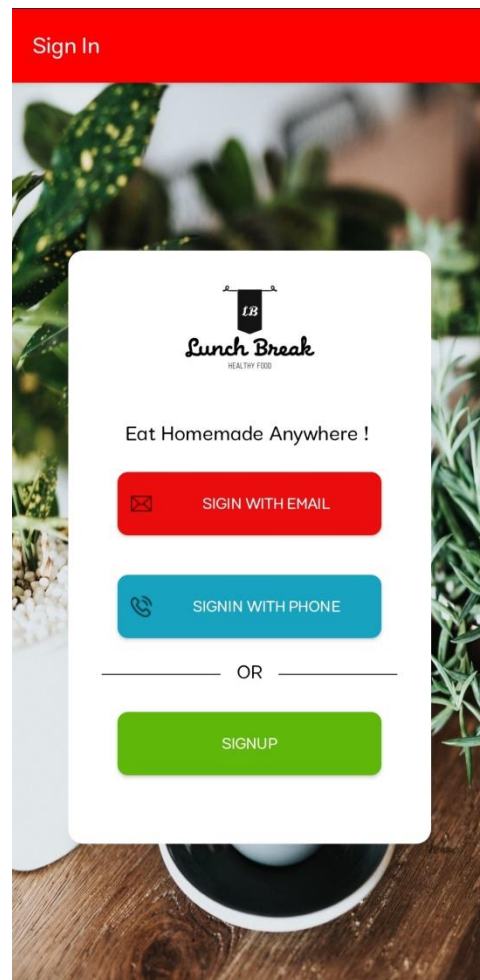 Sign In
LB
Lunch Break
HEALTHY FOOD
Eat Homemade Anywhere !
SIGIN WITH EMAIL
SIGNIN WITH PHONE
OR
SIGNUP